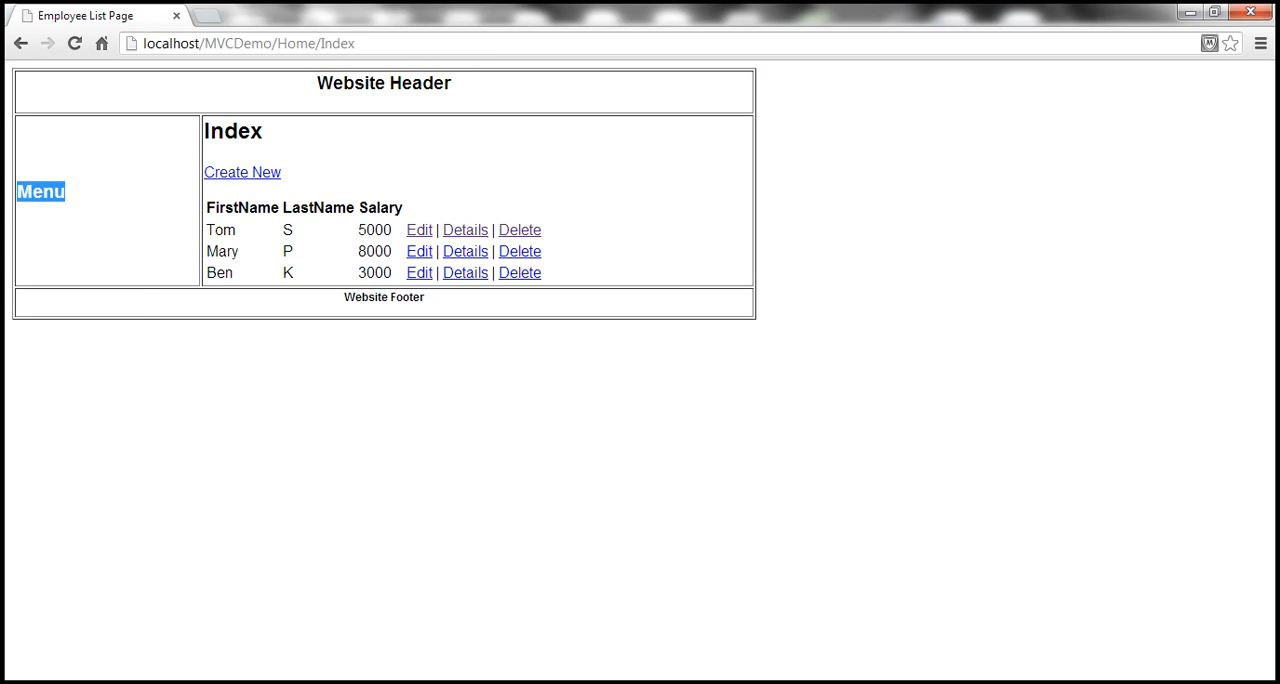 Employee List Page
localhost/MVCDemo/Home/Index
Website Header
Index
Create New
Menu
FirstName LastName Salary
Tom S 5000 Edit | Details | Delete
Mary P 8000 Edit | Details | Delete
Ben K 3000 Edit | Details | Delete
Website Footer